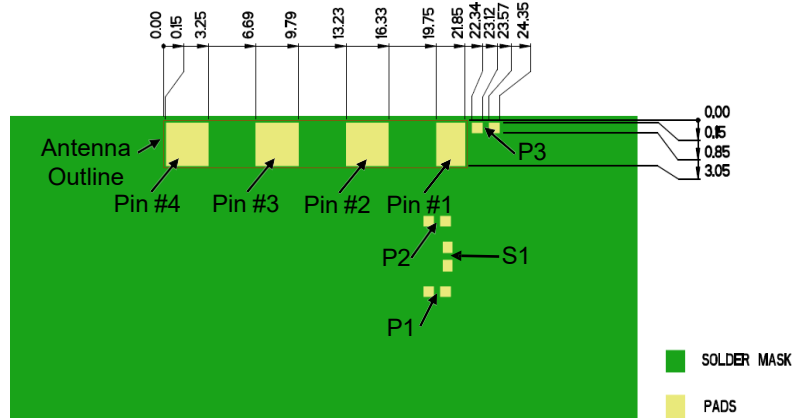 0.00
0.15
3.25
6.69
9.79
13.23
16.33
19.75
21.85
22.34
23.12
23.57
24.35
0.00
0.15
0.85
3.05
Antenna
Outline
P3
Pin #4
Pin #3
Pin #2
Pin #1
P2
S1
P1
SOLDER MASK
PADS